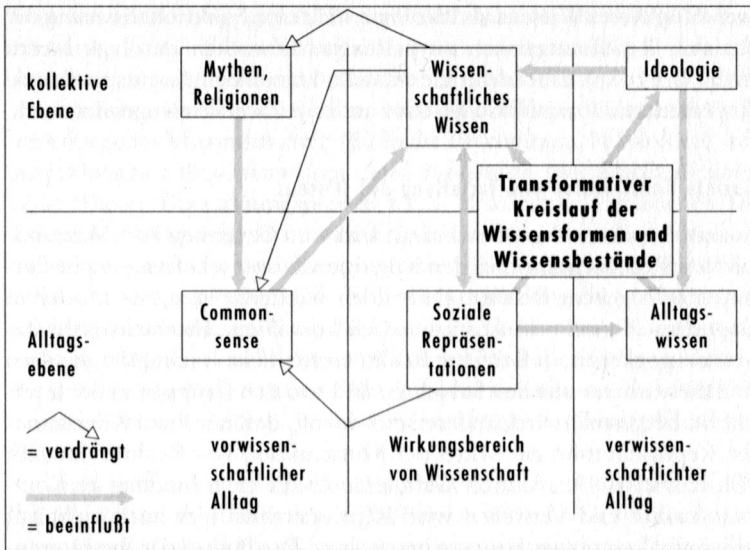 kollektive
Ebene
Mythen,
Religionen
Wissen-
schaftliches
Wissen
Ideologie
Transformativer
Kreislauf der
Wissensformen und
Wissensbestände
Common-
sense
Soziale
Repräsen-
tationen
Alltags-
wissen
Alltags-
ebene
= verdrängt
= beeinflußt
vorwissen-
schaftlicher
Alltag
Wirkungsbereich
von Wissenschaft
verwissen-
schaftlicher
Alltag